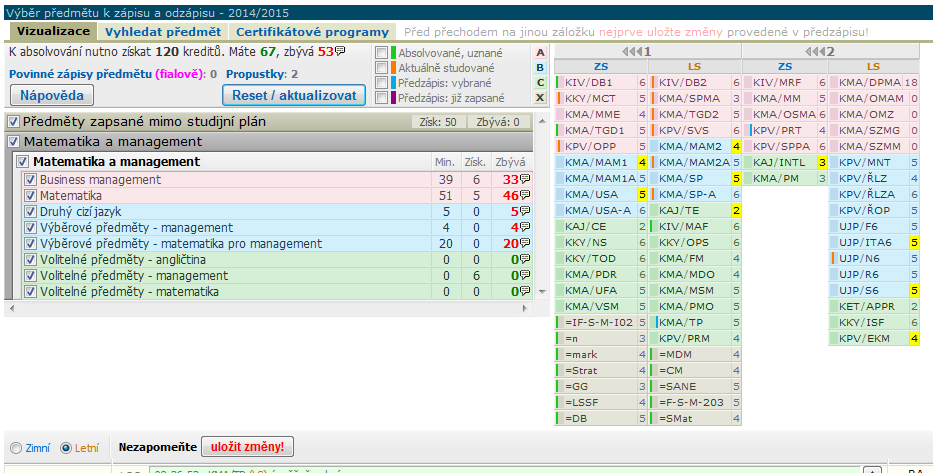 Výběr předmětu k zápisu a odzápisu - 2014/2015
Vizualizace Vyhledat předmět Certifikátové programy Před přechodem na jinou záložku nejprve uložte změny provedené v předzápisu!
K absolvování nutno získat 120 kreditů. Máte 67, zbývá 53
Povinné zápisy předmětu (fialově): 0 Propustky: 2
Nápověda Reset / aktualizovat
Absolvované, uznané A
Aktuálně studované B
Předzápis: vybrané C
Předzápis: již zapsané X
Předměty zapsané mimo studijní plán Získ: 50 Zbývá: 0
Matematika a management
Matematika a management Min. Získ. Zbývá
Business management 39 6 33
Matematika 51 5 46
Druhý cizí jazyk 5 0 5
Výběrové předměty - management 4 0 4
Výběrové předměty - matematika pro management 20 0 20
Volitelné předměty - angličtina 0 0 0
Volitelné předměty - management 0 6 0
Volitelné předměty - matematika 0 0 0
1 2
ZS LS ZS LS
KIV/DB1 6 KIV/DB2 6 KIV/MRF 6 KMA/DPMA 18
KKY/MCT 5 KMA/SPMA 3 KMA/MM 5 KMA/OMAM 0
KMA/MME 4 KMA/TGD2 5 KMA/OSMA 6 KMA/OMZ 0
KMA/TGD1 5 KPV/SVS 6 KPV/PRT 4 KMA/SZMG 0
KPV/OPP 5 KMA/MAM2 4 KPV/SPPA 6 KMA/SZMM 0
KMA/MAM1 4 KMA/MAM2A 5 KAJ/INTL 3 KPV/MNT 5
KMA/MAM1A 5 KMA/SP 5 KMA/PM 3 KPV/ŘLZ 4
KMA/USA 5 KMA/SP-A 6 KPV/ŘLZA 6
KMA/USA-A 6 KAJ/TE 2 KPV/ŘOP 5
KAJ/CE 2 KIV/MAF 6 UJP/F6 5
KKY/NS 6 KKY/OPS 6 UJP/ITA6 5
KKY/TOD 6 KMA/FM 4 UJP/N6 5
KMA/PDR 6 KMA/MDO 4 UJP/R6 5
KMA/UFA 5 KMA/MSM 5 UJP/S6 5
KMA/VSM 5 KMA/PMO 5 KET/APPR 2
=IF-S-M-I02 5 KMA/TP 5 KKY/ISF 6
=n 3 KPV/PRM 4 KPV/EKM 4
=mark 4 =MDM 4
=Strat 4 =CM 4
=GG 3 =SANE 5
=LSSF 4 =F-S-M-203 5
=DB 5 =SMat 4
Zimní Letní Nezapomeňte uložit změny!